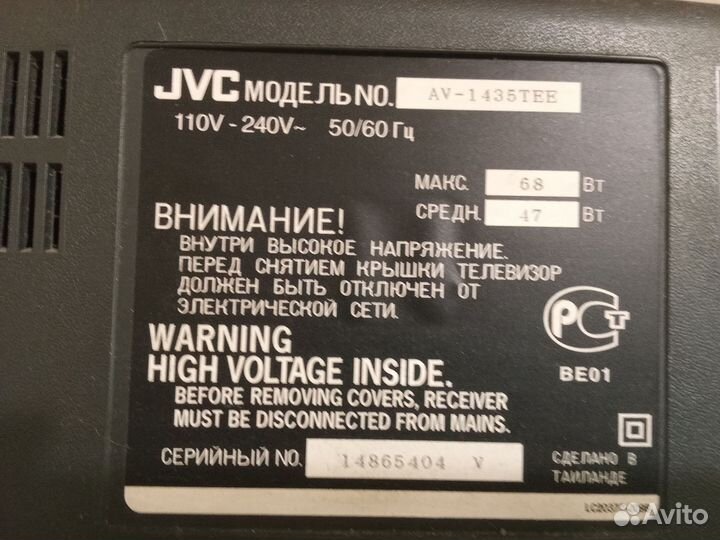 JVC МОДЕЛЬ NO. AV-1435TEE
110V - 240V~ 50/60 Гц
МАКС. 68 Вт
СРЕДН. 47 Вт
ВНИМАНИЕ!
ВНУТРИ ВЫСОКОЕ НАПРЯЖЕНИЕ.
ПЕРЕД СНЯТИЕМ КРЫШКИ ТЕЛЕВИЗОР
ДОЛЖЕН БЫТЬ ОТКЛЮЧЕН ОТ
ЭЛЕКТРИЧЕСКОЙ СЕТИ.
РСТ
BE01
WARNING
HIGH VOLTAGE INSIDE.
BEFORE REMOVING COVERS, RECEIVER
MUST BE DISCONNECTED FROM MAINS.
СЕРИЙНЫЙ NO. 14865404 V
СДЕЛАНО В
ТАИЛАНДЕ
Avito